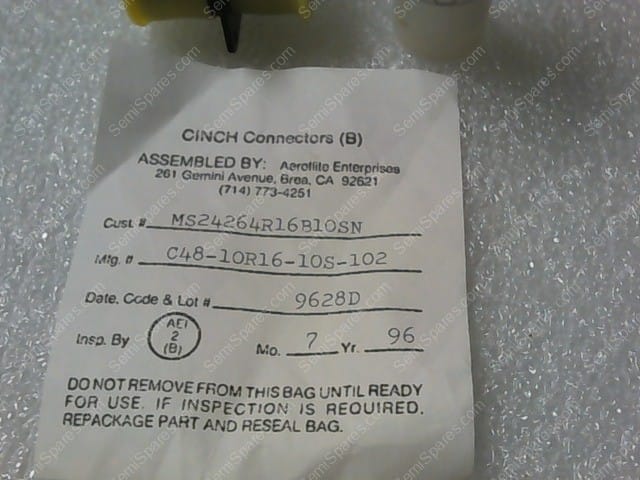 CINCH Connectors (B)
ASSEMBLED BY: Aeroflite Enterprises
261 Gemini Avenue, Brea, CA 92621
(714) 773-4251
Cust. # MS24264R16B10SN
Mfg. # C48-10R16-10S-102
Date. Code & Lot # 9628D
Insp. By AEI 2 (B) Mo. 7 Yr. 96
DO NOT REMOVE FROM THIS BAG UNTIL READY
FOR USE. IF INSPECTION IS REQUIRED,
REPACKAGE PART AND RESEAL BAG.
SemiSpares.com